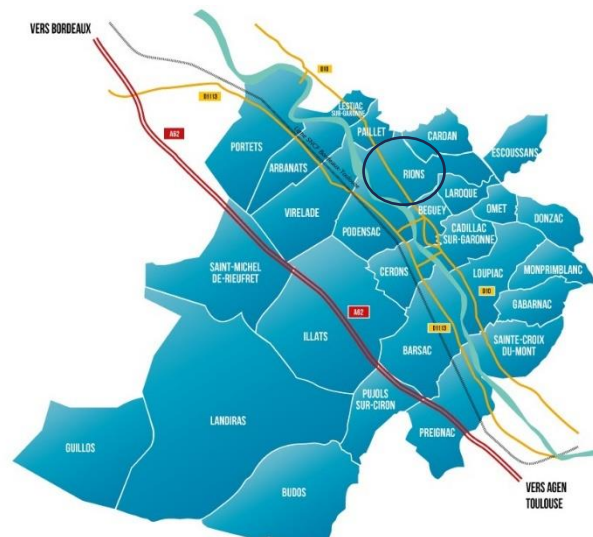 VERS BORDEAUX
D10
D1113
LESTIAC
SUR-GARONNE
A62
PAILLET
CARDAN
PORTETS
ESCOUSSANS
ARBANATS
RIONS
LAROQUE
VIRELADE
BEGUEY
OMET
DONZAC
PODENSAC
CADILLAC
SUR-GARONNE
SAINT-MICHEL
DE-RIEUFRET
CERONS
LOUPIAC
MONPRIMBLANC
D10
GABARNAC
A62
D1113
ILLATS
BARSAC
SAINTE-CROIX
DU-MONT
PUJOLS
SUR-CIRON
LANDIRAS
PREIGNAC
GUILLOS
BUDOS
VERS AGEN
TOULOUSE